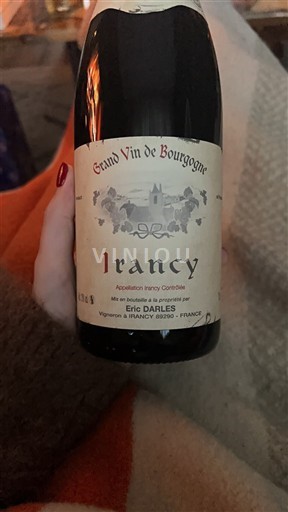 Grand Vin de Bourgogne
VINIOU
Irancy
Appellation Irancy Contrôlée
Mis en bouteille à la propriété par
Eric DARLES
Vigneron à IRANCY 89290 - FRANCE